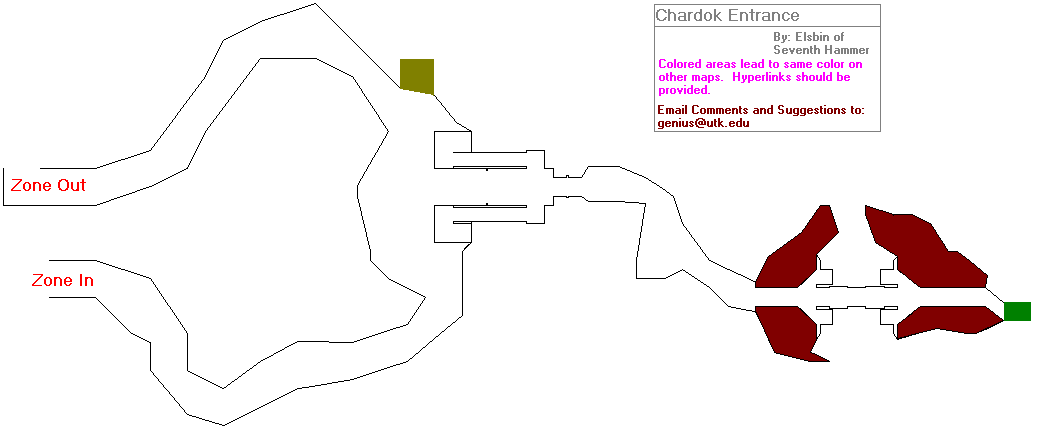 Chardok Entrance
By: Elsbin of
Seventh Hammer
Colored areas lead to same color on
other maps.  Hyperlinks should be
provided.
Email Comments and Suggestions to:
genius@utk.edu
Zone Out
Zone In